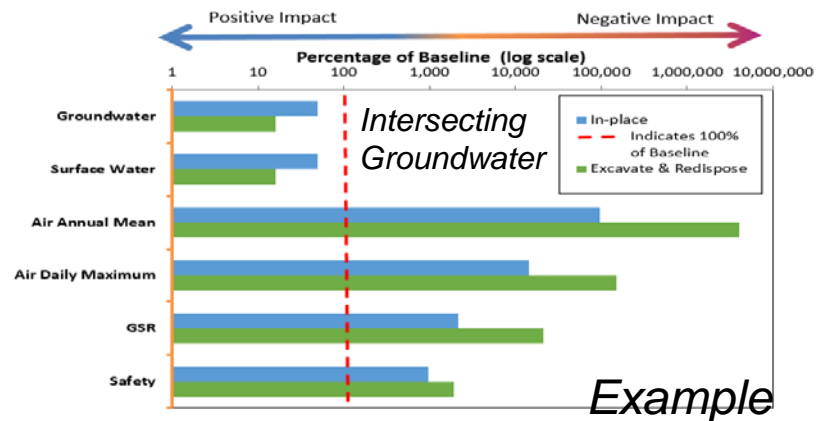 Positive Impact Negative Impact
Percentage of Baseline (log scale)
1 10 100 1,000 10,000 100,000 1,0000,000 10,000,000
Groundwater
Surface Water
Air Annual Mean
Air Daily Maximum
GSR
Safety
Intersecting
Groundwater
In-place
Indicates 100%
of Baseline
Excavate & Redispose
Example